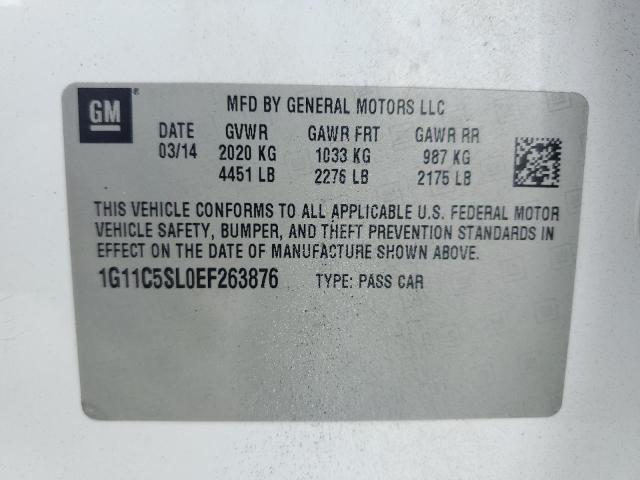 GM ®
MFD BY GENERAL MOTORS LLC
DATE GVWR GAWR FRT GAWR RR
03/14 2020 KG 1033 KG 987 KG
4451 LB 2276 LB 2175 LB
THIS VEHICLE CONFORMS TO ALL APPLICABLE U.S. FEDERAL MOTOR
VEHICLE SAFETY, BUMPER, AND THEFT PREVENTION STANDARDS IN
EFFECT ON THE DATE OF MANUFACTURE SHOWN ABOVE.
1G11C5SL0EF263876 TYPE: PASS CAR